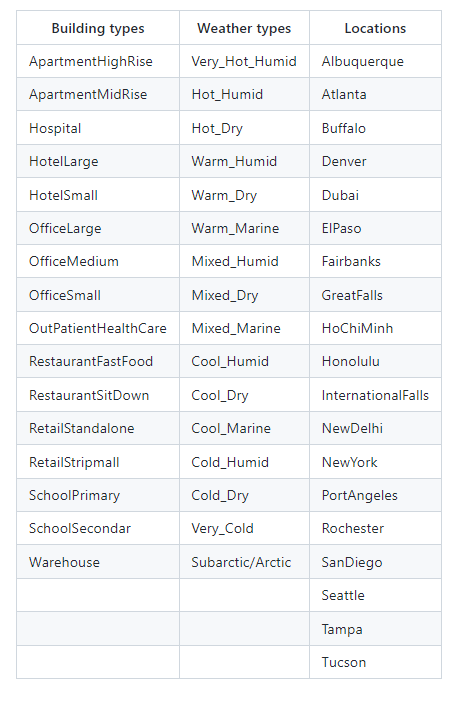 Building types Weather types Locations
ApartmentHighRise Very_Hot_Humid Albuquerque
ApartmentMidRise Hot_Humid Atlanta
Hospital Hot_Dry Buffalo
HotelLarge Warm_Humid Denver
HotelSmall Warm_Dry Dubai
OfficeLarge Warm_Marine ElPaso
OfficeMedium Mixed_Humid Fairbanks
OfficeSmall Mixed_Dry GreatFalls
OutPatientHealthCare Mixed_Marine HoChiMinh
RestaurantFastFood Cool_Humid Honolulu
RestaurantSitDown Cool_Dry InternationalFalls
RetailStandalone Cool_Marine NewDelhi
RetailStripmall Cold_Humid NewYork
SchoolPrimary Cold_Dry PortAngeles
SchoolSecondar Very_Cold Rochester
Warehouse Subarctic/Arctic SanDiego
Seattle
Tampa
Tucson